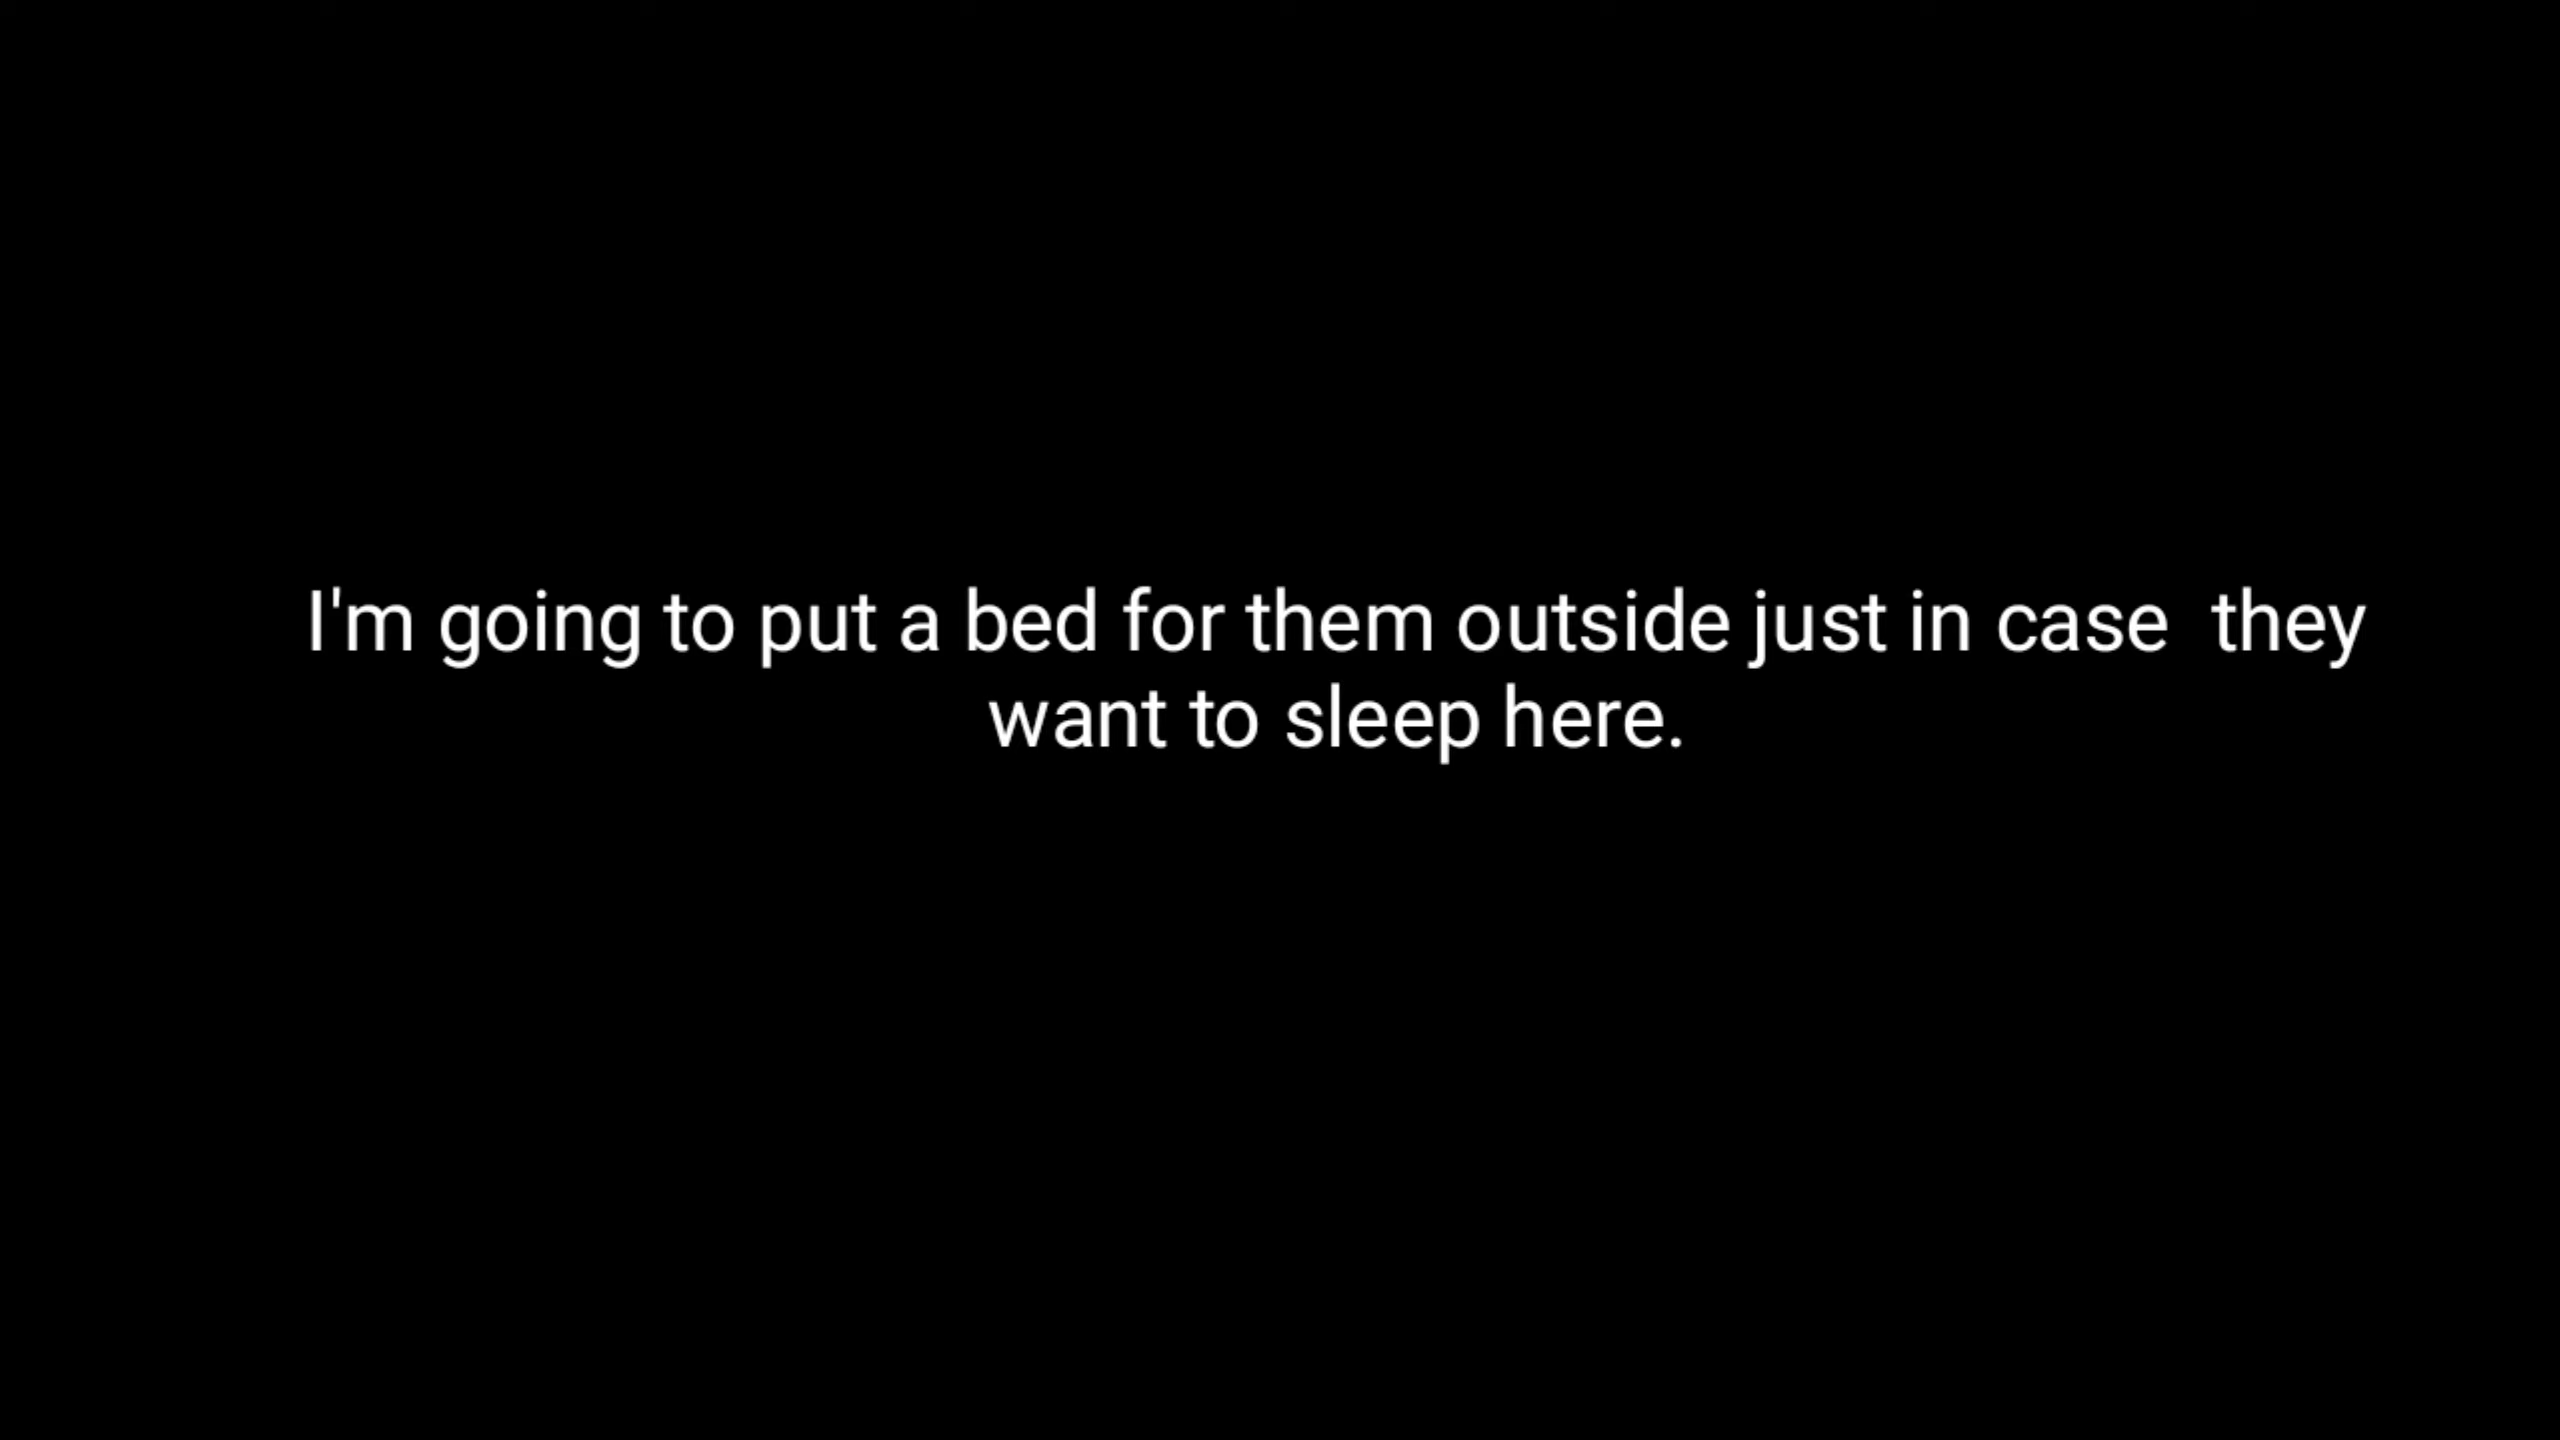 I'm going to put a bed for them outside just in case  they
want to sleep here.